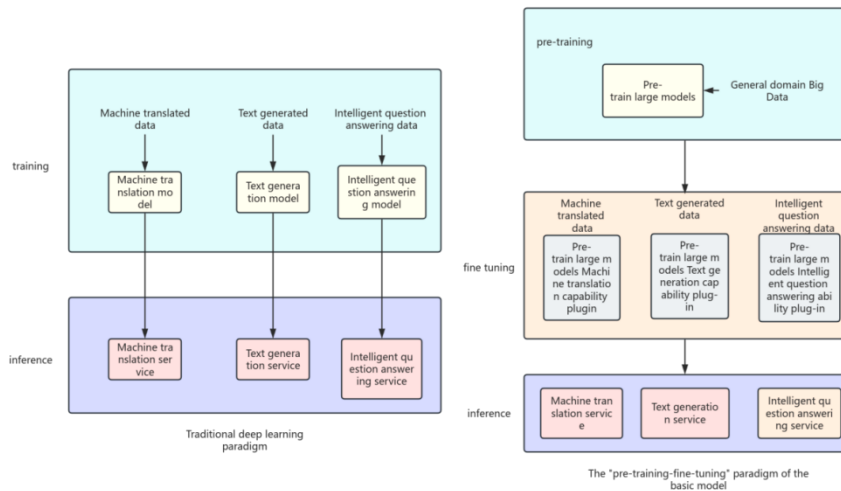 Machine translated
data
Text generated
data
Intelligent question
answering data
training
Machine tra
nslation mo
del
Text genera
tion model
Intelligent que
stion answerin
g model
inference
Machine tra
nslation ser
vice
Text genera
tion service
Intelligent qu
estion answer
ing service
Traditional deep learning
paradigm
pre-training
Pre-
train large models
General domain Big
Data
fine tuning
Machine
translated
data
Text generated
data
Intelligent
question
answering data
Pre-
train large m
odels Machi
ne translatio
n capability
plugin
Pre-
train large m
odels Text ge
neration cap
ability plug-
in
Pre-
train large m
odels Intellig
ent question
answering abi
lity plug-in
inference
Machine tran
slation servic
e
Text generatio
n service
Intelligent qu
estion answeri
ng service
The "pre-training-fine-tuning" paradigm of the
basic model